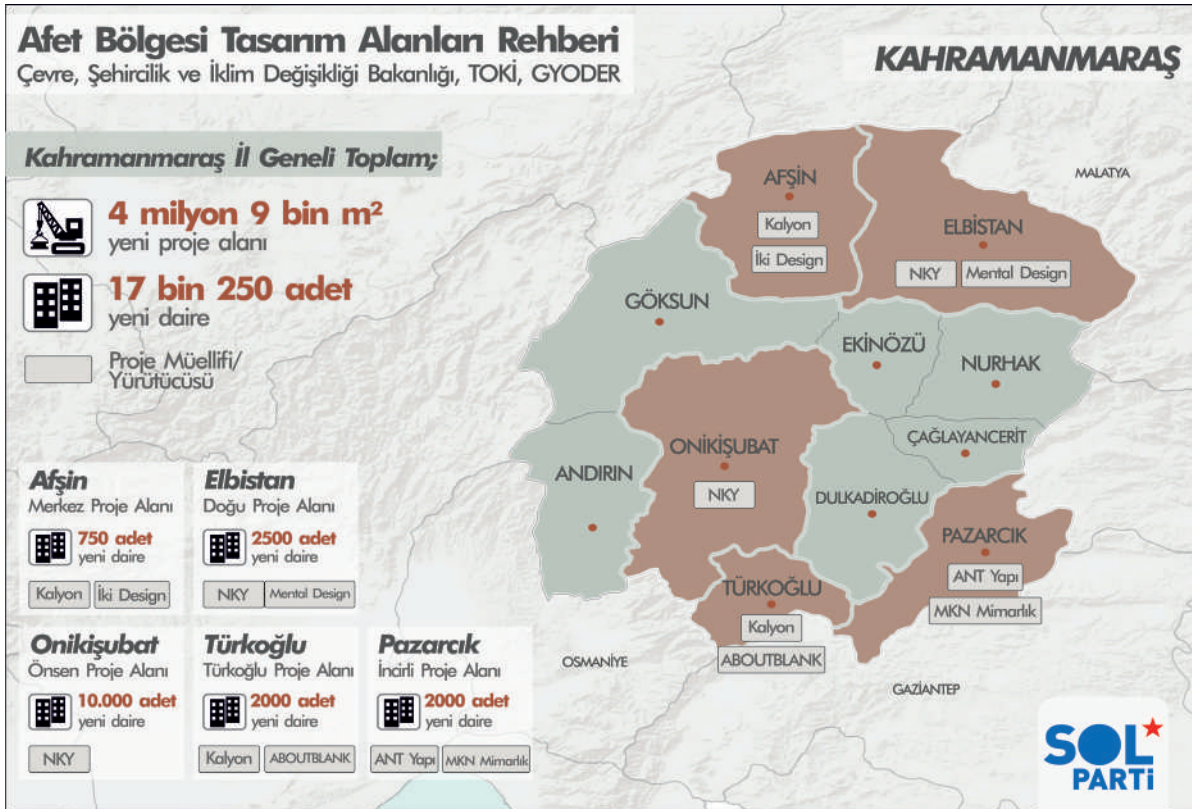 Afet Bölgesi Tasarım Alanları Rehberi
Çevre, Şehircilik ve İklim Değişikliği Bakanlığı, TOKİ, GYODER
KAHRAMANMARAŞ
Kahramanmaraş İl Geneli Toplam;
4 milyon 9 bin m²
yeni proje alanı
17 bin 250 adet
yeni daire
Proje Müellifi/
Yürütücüsü
Afşin
Merkez Proje Alanı
750 adet
yeni daire
Kalyon
İki Design
Elbistan
Doğu Proje Alanı
2500 adet
yeni daire
NKY
Mental Design
Onikişubat
Önsen Proje Alanı
10.000 adet
yeni daire
NKY
Türkoğlu
Türkoğlu Proje Alanı
2000 adet
yeni daire
Kalyon
ABOUTBLANK
Pazarcık
İncirli Proje Alanı
2000 adet
yeni daire
ANT Yapı
MKN Mimarlık
MALATYA
AFŞİN
Kalyon
İki Design
ELBİSTAN
NKY
Mental Design
GÖKSUN
EKİNÖZÜ
NURHAK
ÇAĞLAYANCERİT
ONİKİŞUBAT
NKY
ANDIRIN
DULKADİROĞLU
PAZARCIK
ANT Yapı
MKN Mimarlık
TÜRKOĞLU
Kalyon
ABOUTBLANK
OSMANİYE
GAZİANTEP
SOL
PARTi